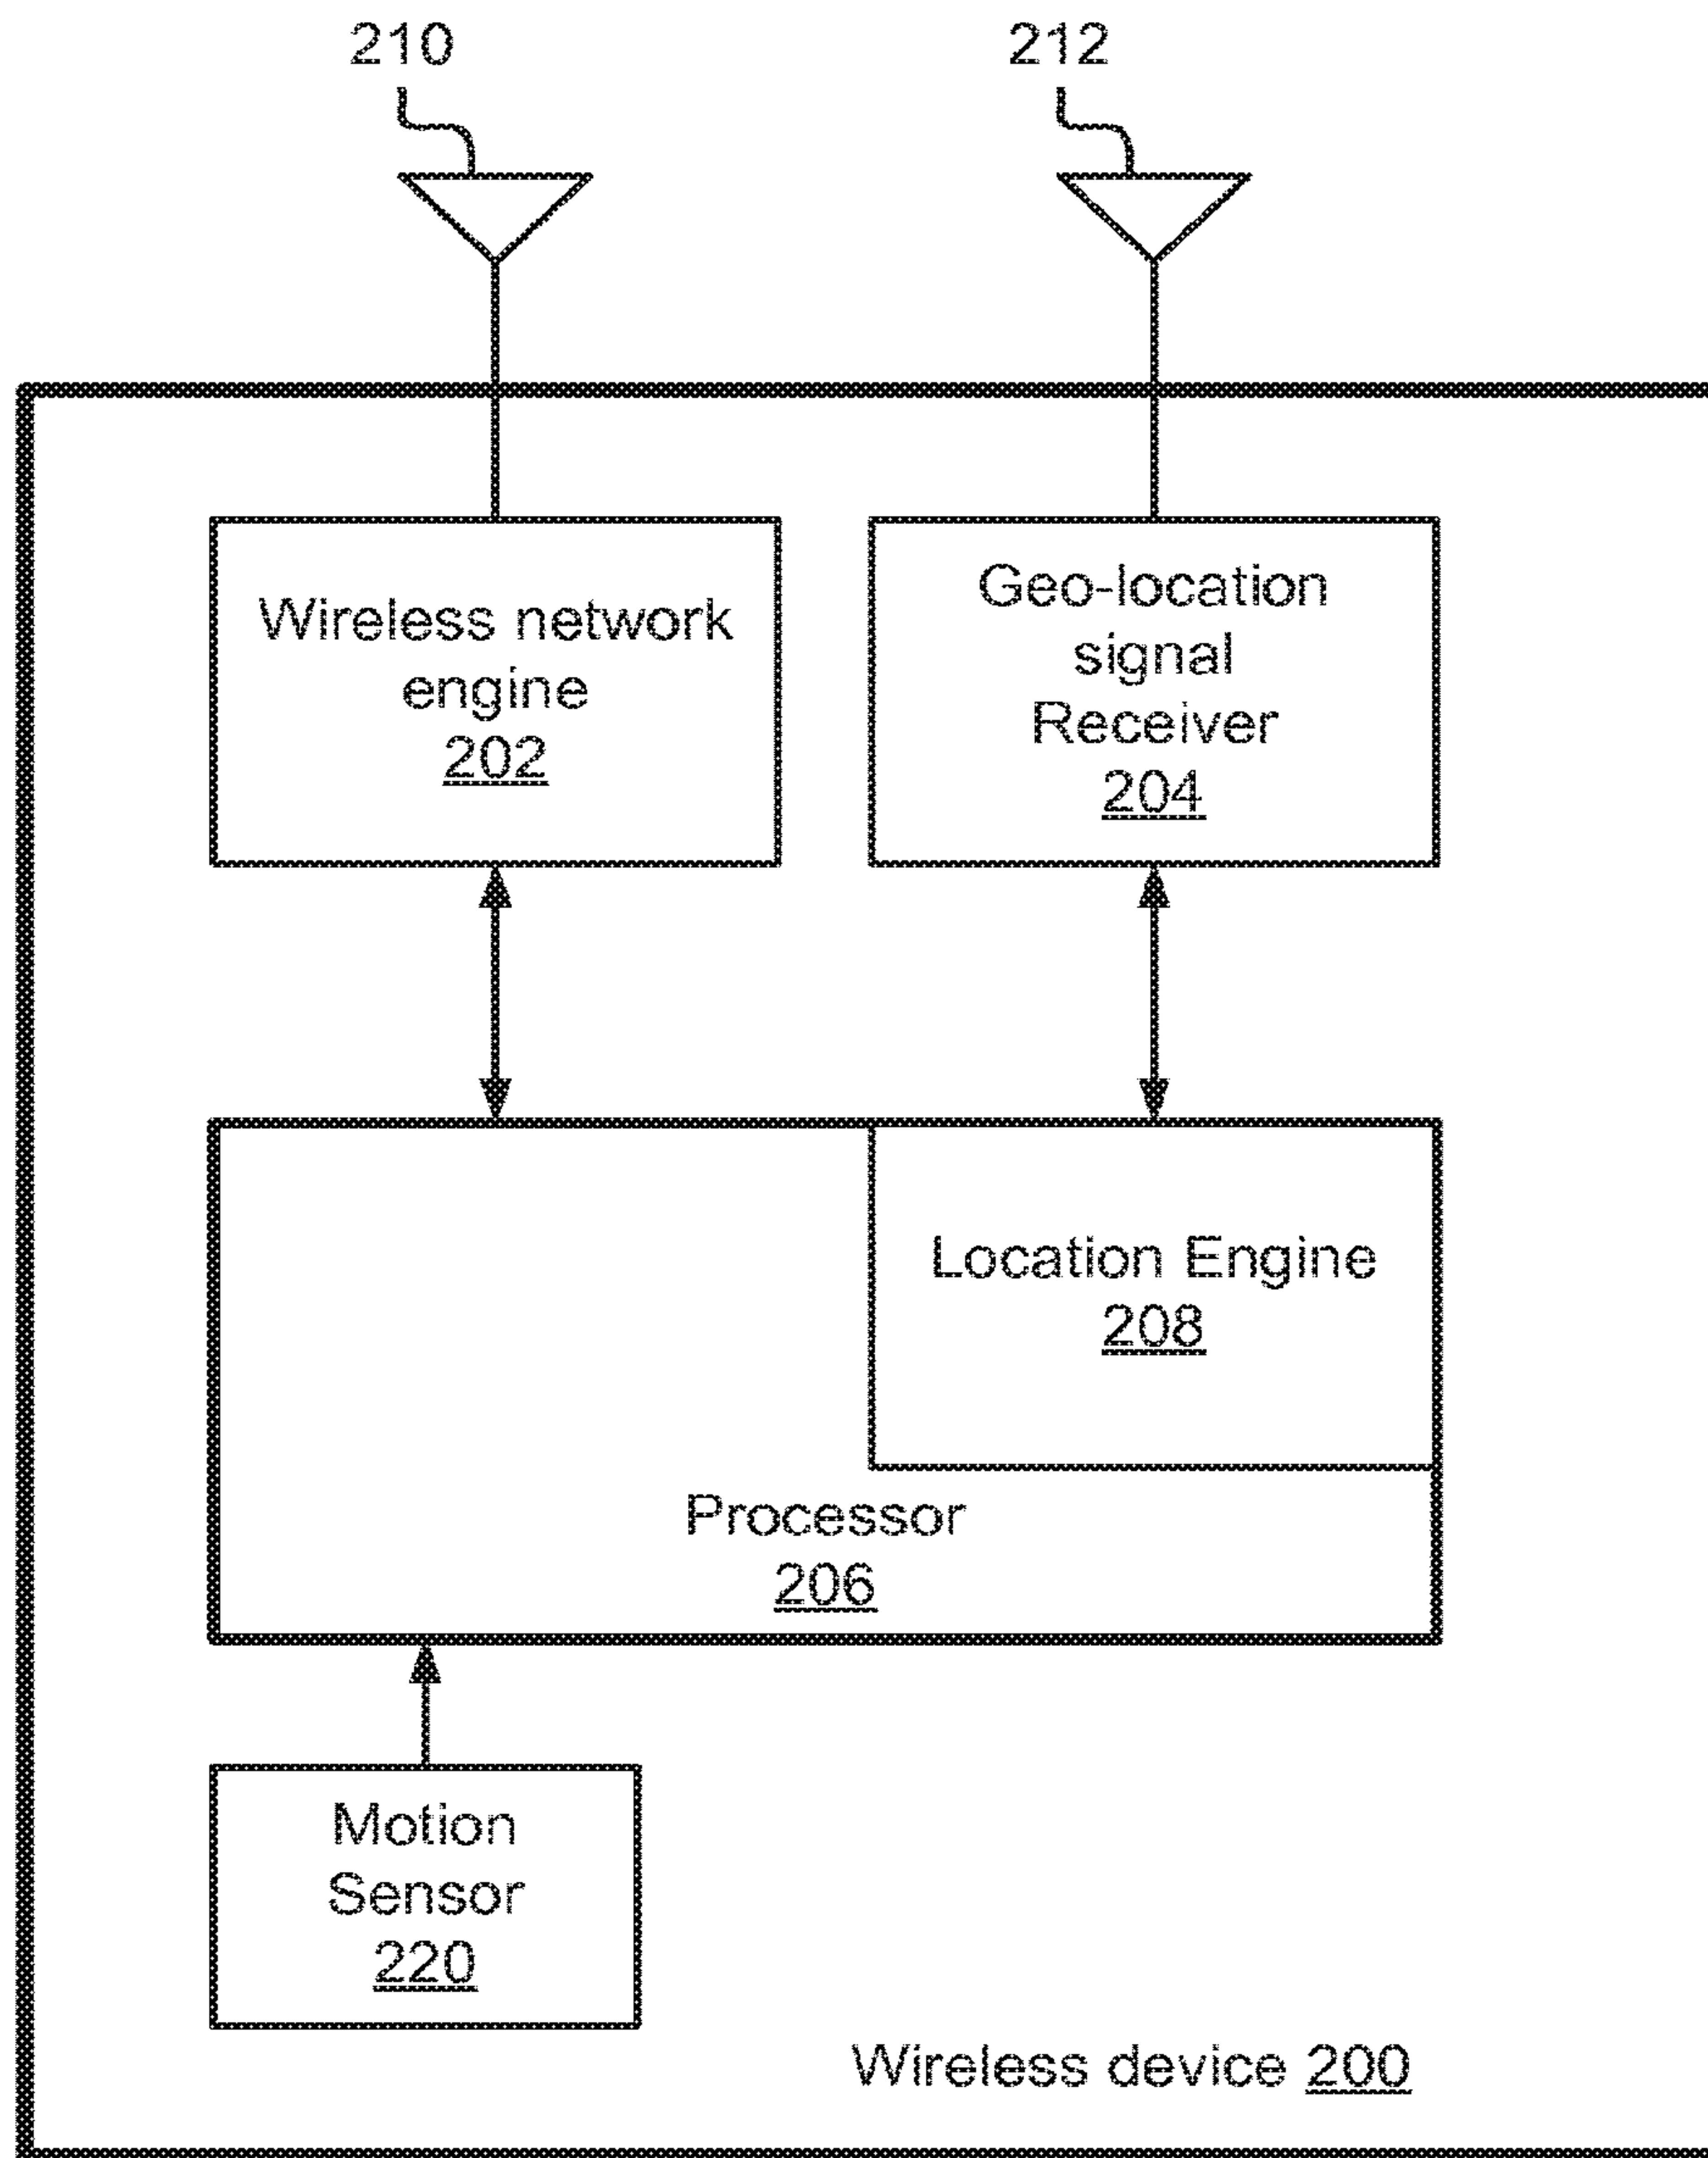 210
212
Wireless network
engine
202
Geo-location
signal
Receiver
204
Location Engine
208
Processor
206
Motion
Sensor
220
Wireless device 200